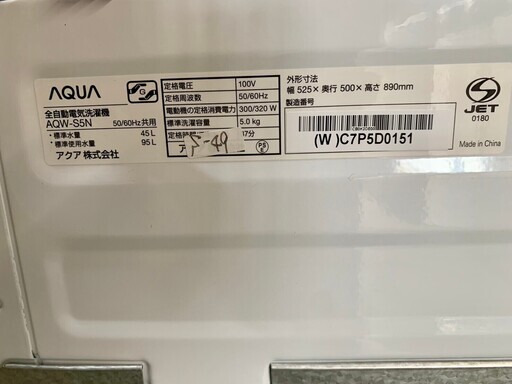 AQUA
G
全自動電気洗濯機
AQW-S5N 50/60Hz共用
・標準水量 45 L
・標準使用水量 95 L
アクア 株式会社
定格電圧 100V
定格周波数 50/60Hz
電動機の定格消費電力 300/320 W
標準洗濯容量 5.0 kg
7分
PS
E
5-49
外形寸法
幅 525× 奥行 500× 高さ 890mm
製造番号
(W )C7P5D0151
S
JET
0180
Made in China